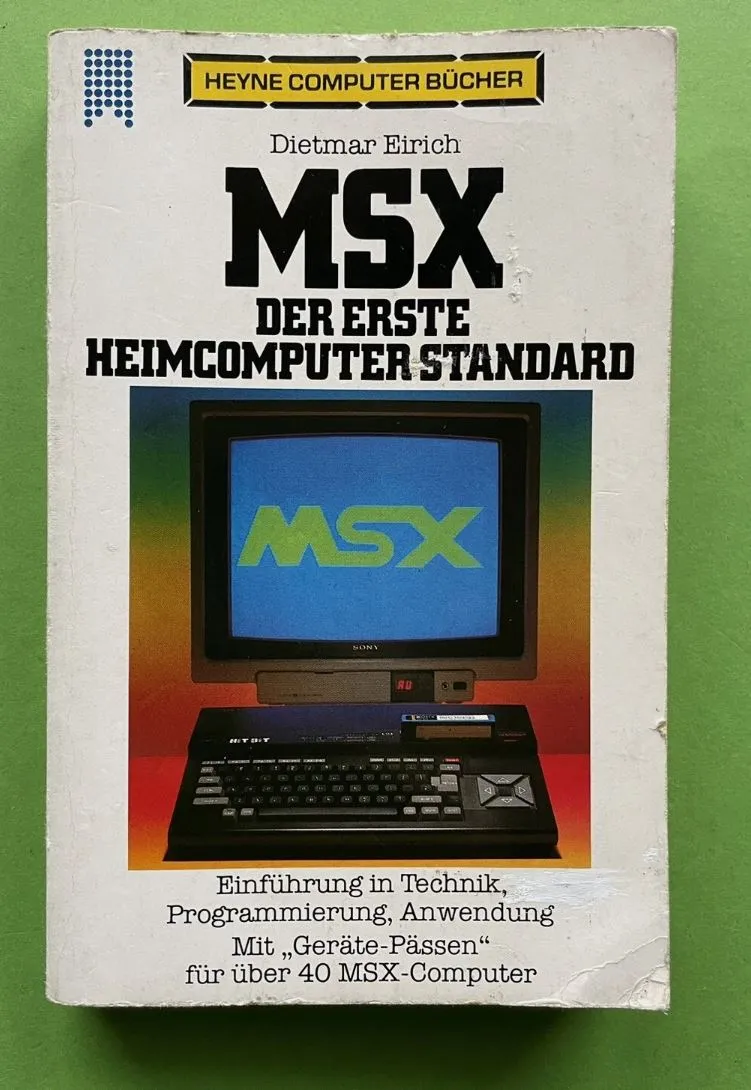 HEYNE COMPUTER BÜCHER
Dietmar Eirich
MSX
DER ERSTE
HEIMCOMPUTER STANDARD
MSX
SONY
AU
HIT BIT
Einführung in Technik,
Programmierung, Anwendung
Mit „Geräte-Pässen“
für über 40 MSX-Computer